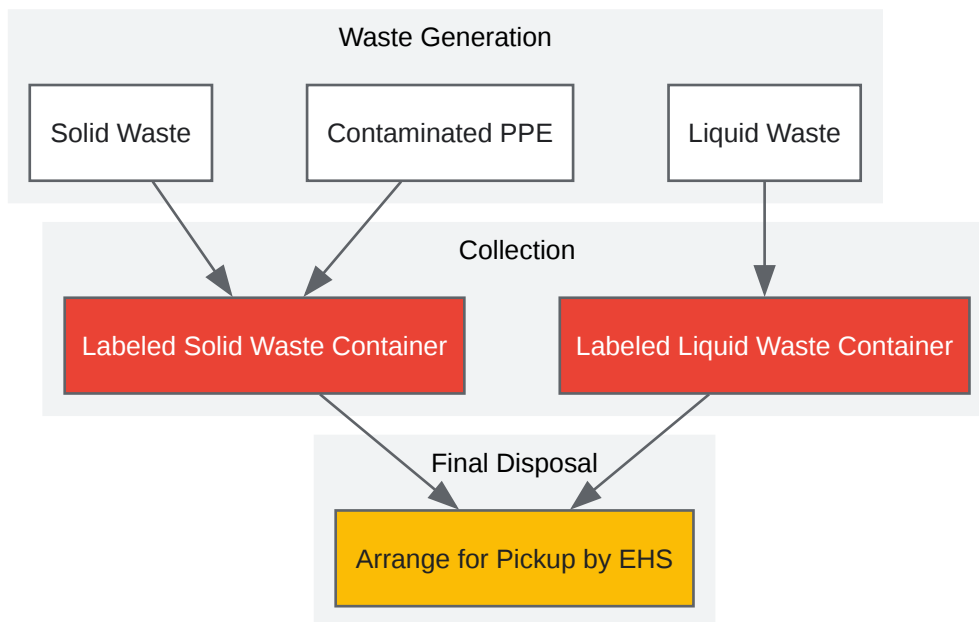 Waste Generation
Solid Waste
Contaminated PPE
Liquid Waste
Collection
Labeled Solid Waste Container
Labeled Liquid Waste Container
Final Disposal
Arrange for Pickup by EHS